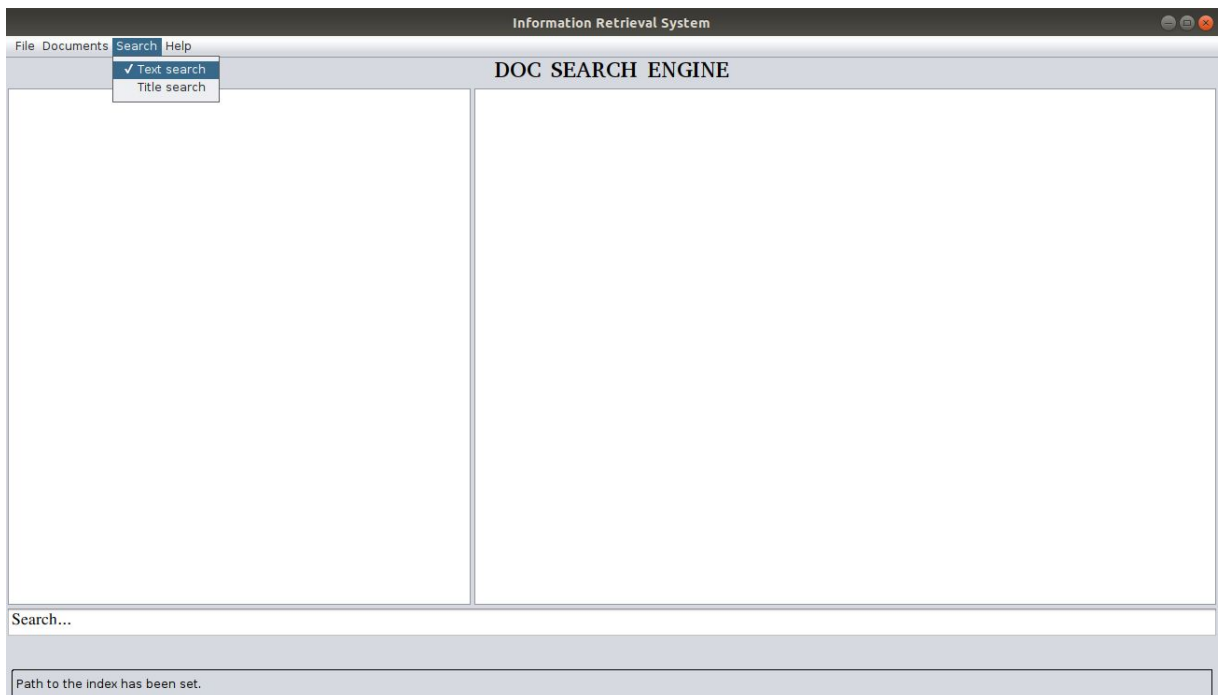 Information Retrieval System
File Documents Search Help
✓ Text search
Title search
DOC SEARCH ENGINE
Search...
Path to the index has been set.